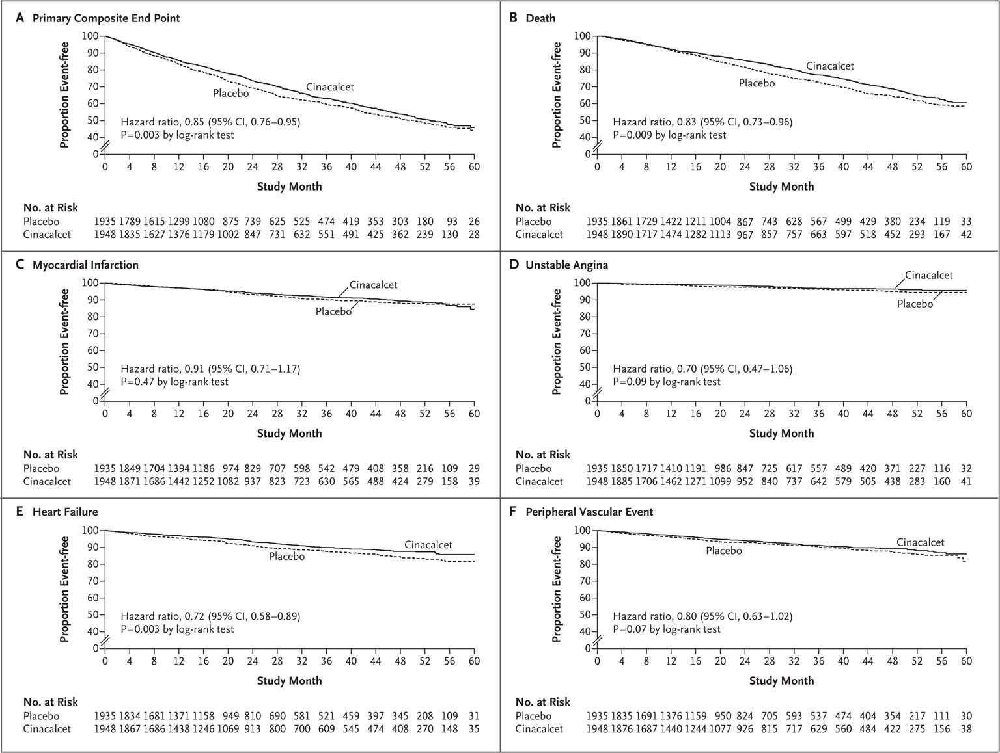 A Primary Composite End Point
Proportion Event-free
100
90
80
70
60
50
40
0
Cinacalcet
Placebo
Hazard ratio, 0.85 (95% CI, 0.76–0.95)
P=0.003 by log-rank test
0 4 8 12 16 20 24 28 32 36 40 44 48 52 56 60
Study Month
No. at Risk
Placebo 1935 1789 1615 1299 1080 875 739 625 525 474 419 353 303 180 93 26
Cinacalcet 1948 1835 1627 1376 1179 1002 847 731 632 551 491 425 362 239 130 28
B Death
Proportion Event-free
100
90
80
70
60
50
40
0
Cinacalcet
Placebo
Hazard ratio, 0.83 (95% CI, 0.73–0.96)
P=0.009 by log-rank test
0 4 8 12 16 20 24 28 32 36 40 44 48 52 56 60
Study Month
No. at Risk
Placebo 1935 1861 1729 1422 1211 1004 867 743 628 567 499 429 380 234 119 33
Cinacalcet 1948 1890 1717 1474 1282 1113 967 857 757 663 597 518 452 293 167 42
C Myocardial Infarction
Proportion Event-free
100
90
80
70
60
50
40
0
Cinacalcet
Placebo
Hazard ratio, 0.91 (95% CI, 0.71–1.17)
P=0.47 by log-rank test
0 4 8 12 16 20 24 28 32 36 40 44 48 52 56 60
Study Month
No. at Risk
Placebo 1935 1849 1704 1394 1186 974 829 707 598 542 479 408 358 216 109 29
Cinacalcet 1948 1871 1686 1442 1252 1082 937 823 723 630 565 488 424 279 158 39
D Unstable Angina
Proportion Event-free
100
90
80
70
60
50
40
0
Cinacalcet
Placebo
Hazard ratio, 0.70 (95% CI, 0.47–1.06)
P=0.09 by log-rank test
0 4 8 12 16 20 24 28 32 36 40 44 48 52 56 60
Study Month
No. at Risk
Placebo 1935 1850 1717 1410 1191 986 847 725 617 557 489 420 371 227 116 32
Cinacalcet 1948 1885 1706 1462 1271 1099 952 840 737 642 579 505 438 283 160 41
E Heart Failure
Proportion Event-free
100
90
80
70
60
50
40
0
Cinacalcet
Placebo
Hazard ratio, 0.72 (95% CI, 0.58–0.89)
P=0.003 by log-rank test
0 4 8 12 16 20 24 28 32 36 40 44 48 52 56 60
Study Month
No. at Risk
Placebo 1935 1834 1681 1371 1158 949 810 690 581 521 459 397 345 208 109 31
Cinacalcet 1948 1867 1686 1438 1246 1069 913 800 700 609 545 474 408 270 148 35
F Peripheral Vascular Event
Proportion Event-free
100
90
80
70
60
50
40
0
Cinacalcet
Placebo
Hazard ratio, 0.80 (95% CI, 0.63–1.02)
P=0.07 by log-rank test
0 4 8 12 16 20 24 28 32 36 40 44 48 52 56 60
Study Month
No. at Risk
Placebo 1935 1835 1691 1376 1159 950 824 705 593 537 474 404 354 217 111 30
Cinacalcet 1948 1876 1687 1440 1244 1077 926 815 717 629 560 484 422 275 156 38